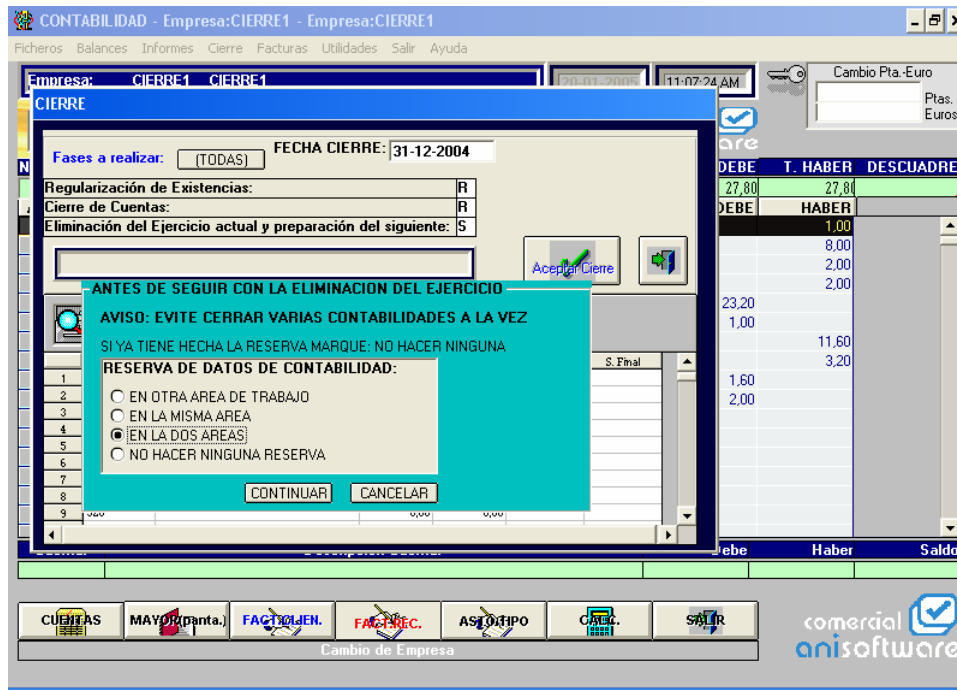 CONTABILIDAD - Empresa:CIERRE1 - Empresa:CIERRE1
Ficheros Balances Informes Cierre Facturas Utilidades Salir Ayuda
Empresa: CIERRE1 CIERRE1
20-01-2005
11:07:24 AM
Cambio Pta.-Euro
Ptas.
Euros
CIERRE
Fases a realizar: (TODAS) FECHA CIERRE: 31-12-2004
Regularización de Existencias: R
Cierre de Cuentas: R
Eliminación del Ejercicio actual y preparación del siguiente: S
Aceptar Cierre
DEBE T. HABER DESCUADRE
27,80 27,8
DEBE HABER
1,00
8,00
2,00
2,00
23,20
1,00
11,60
3,20
1,60
2,00
ANTES DE SEGUIR CON LA ELIMINACION DEL EJERCICIO
AVISO: EVITE CERRAR VARIAS CONTABILIDADES A LA VEZ
SI YA TIENE HECHA LA RESERVA MARQUE: NO HACER NINGUNA
RESERVA DE DATOS DE CONTABILIDAD:
EN OTRA AREA DE TRABAJO
EN LA MISMA AREA
EN LA DOS AREAS
NO HACER NINGUNA RESERVA
CONTINUAR CANCELAR
S. Final
1
2
3
4
5
6
7
8
9
Debe Haber Saldo
CUENTAS MAYOR(panta.) FACT.CLIEN. FACT.REC. AST.O.TIPO CALC. SALIR
Cambio de Empresa
comercial
anisoftware